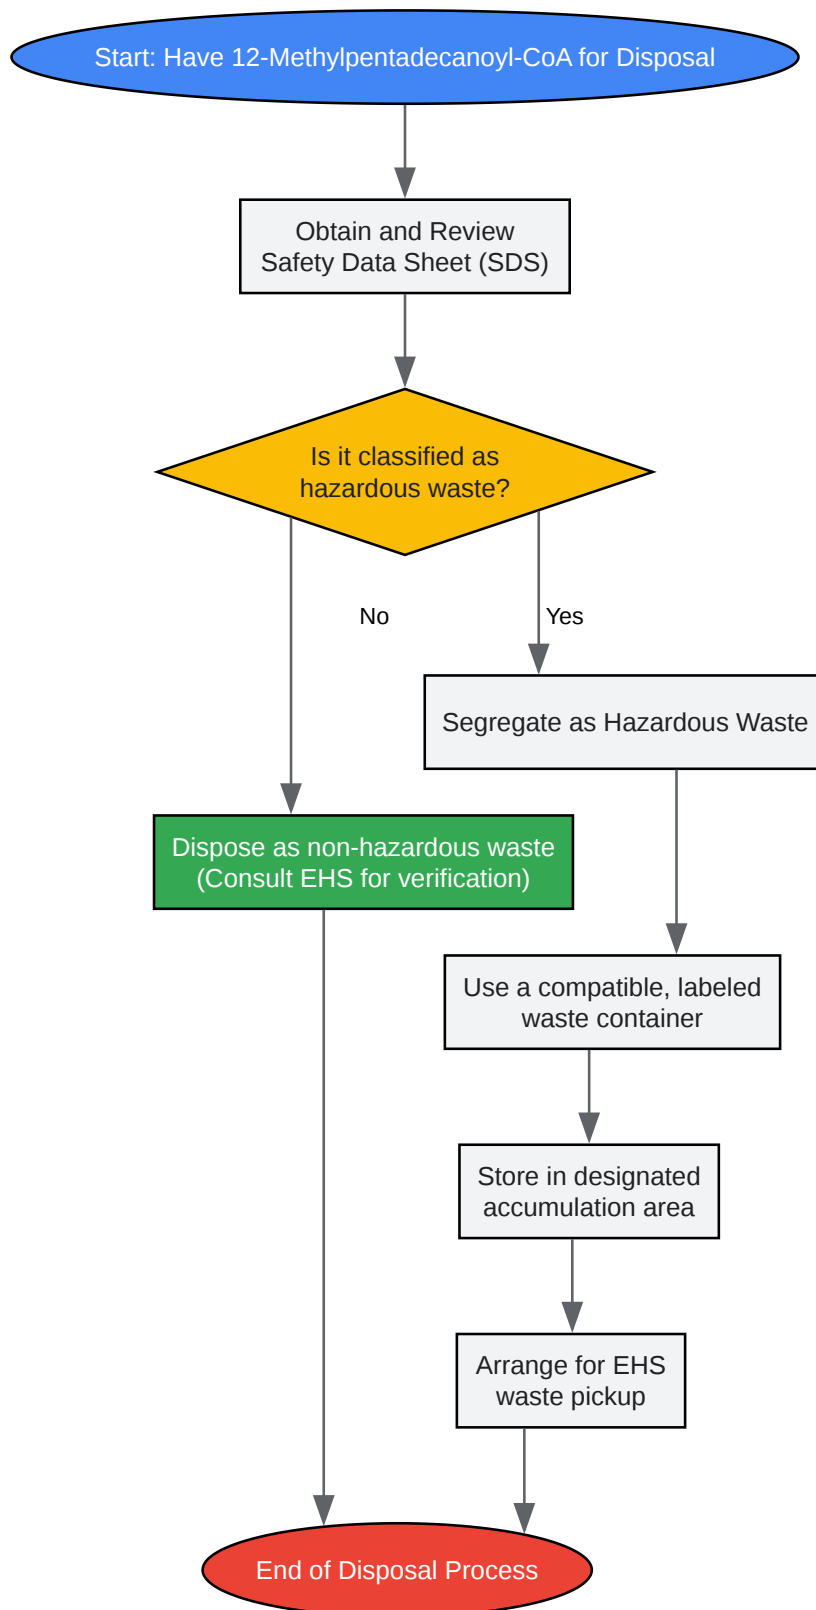 Start: Have 12-Methylpentadecanoyl-CoA for Disposal
Obtain and Review
Safety Data Sheet (SDS)
Is it classified as
hazardous waste?
No
Yes
Segregate as Hazardous Waste
Dispose as non-hazardous waste
(Consult EHS for verification)
Use a compatible, labeled
waste container
Store in designated
accumulation area
Arrange for EHS
waste pickup
End of Disposal Process